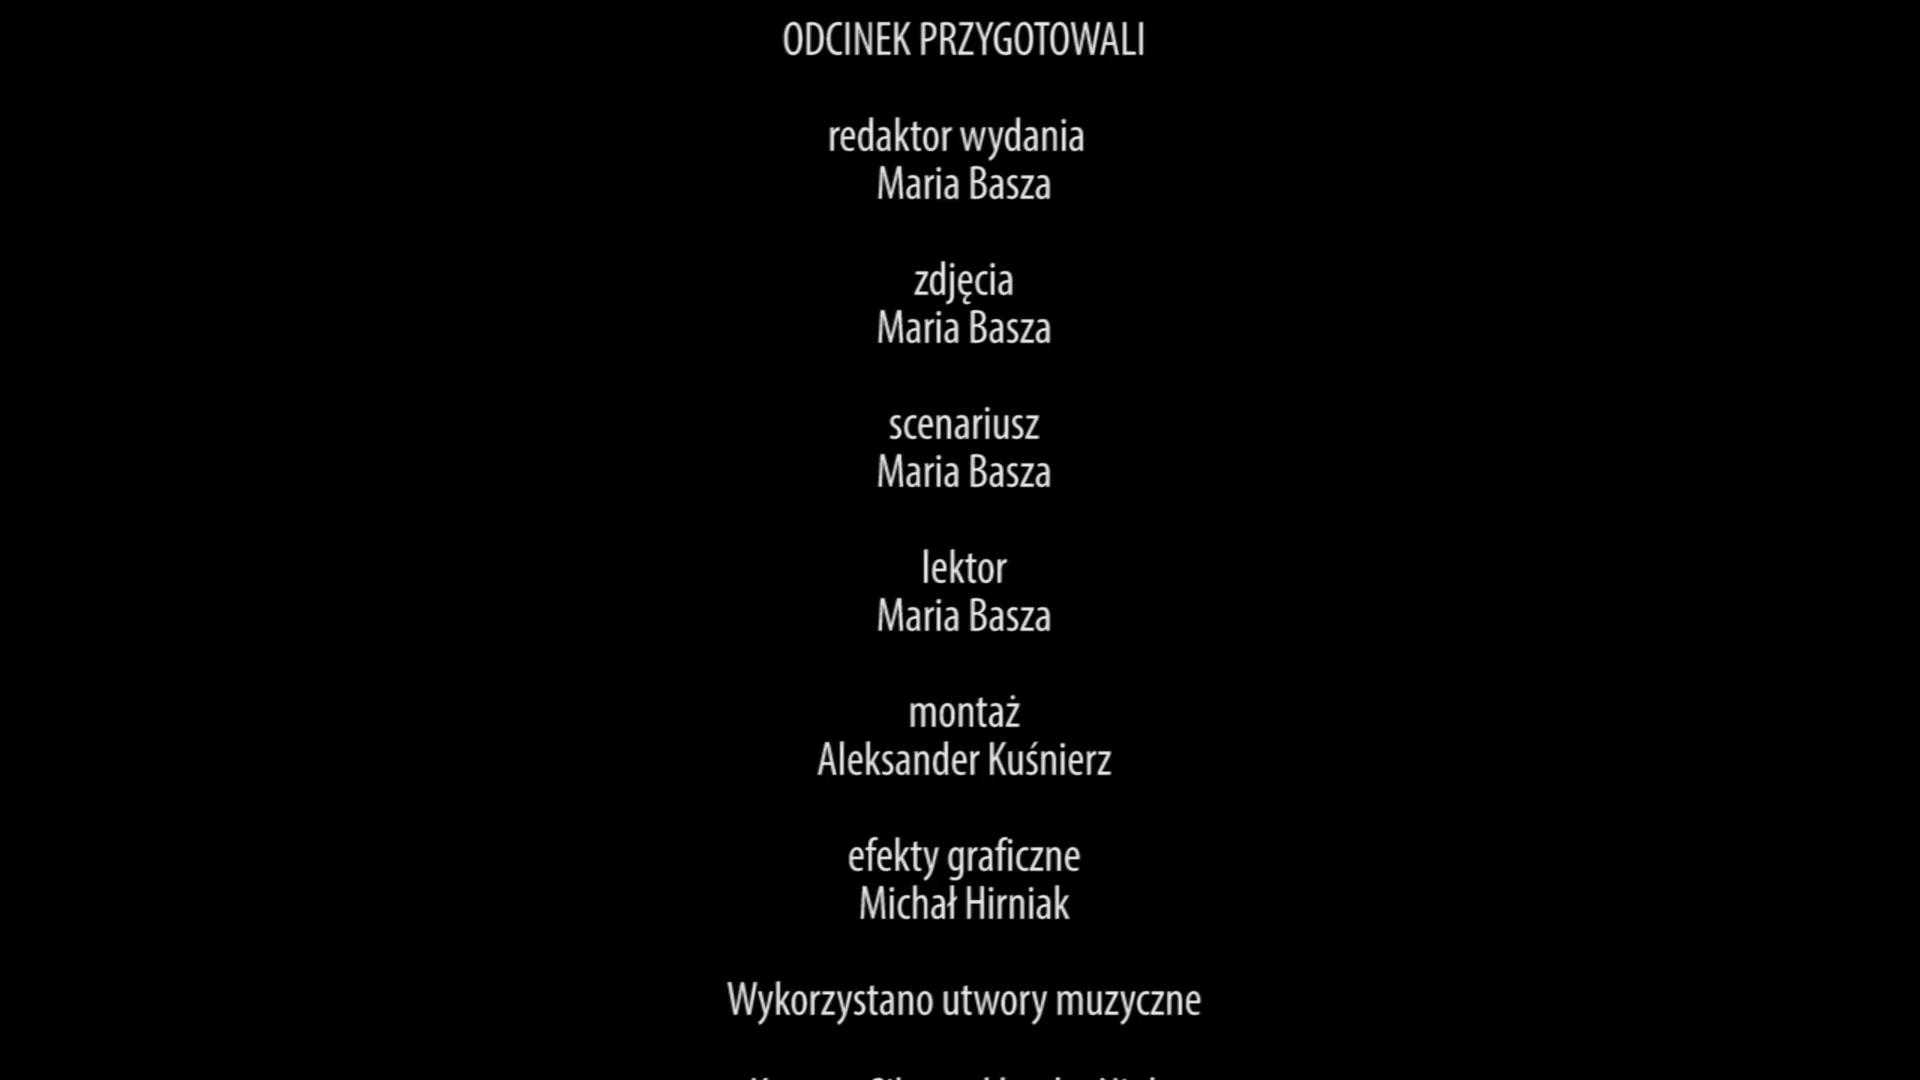 ODCINEK PRZYGOTOWALI
redaktor wydania
Maria Basza
zdjęcia
Maria Basza
scenariusz
Maria Basza
lektor
Maria Basza
montaż
Aleksander Kuśnierz
efekty graficzne
Michał Hirniak
Wykorzystano utwory muzyczne